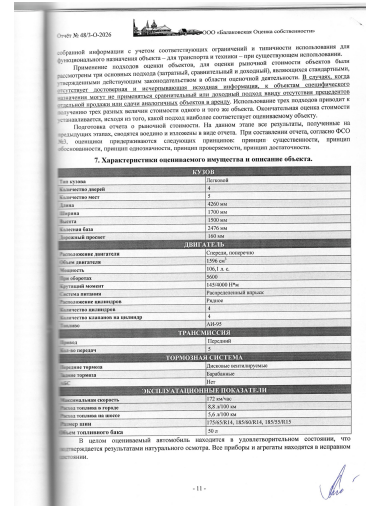 Отчёт № 48/3-О-2026
ООО «Балаковская Оценка собственности»
собранной информации с учетом соответствующих ограничений и типичности использования для
функционального назначения объекта – для транспорта и техники – при существующем использовании.
Применение подходов оценки объектов, для оценки рыночной стоимости объектов были
рассмотрены три основных подхода (затратный, сравнительный и доходный), являющихся стандартными,
утвержденными действующим законодательством в области оценочной деятельности. В случаях, когда
отсутствует достоверная и исчерпывающая исходная информация, к объектам специфического
назначения могут не применяться сравнительный или доходный подход ввиду отсутствия прецедентов
отдельной продажи или сдачи аналогичных объектов в аренду. Использование трех подходов приводит к
получению трех разных величин стоимости одного и того же объекта. Окончательная оценка стоимости
устанавливается, исходя из того, какой подход наиболее соответствует оцениваемому объекту.
Подготовка отчета о рыночной стоимости. На данном этапе все результаты, полученные на
предыдущих этапах, сводятся воедино и изложены в виде отчета. При составлении отчета, согласно ФСО
№3, оценщики придерживаются следующих принципов: принцип существенности, принцип
обоснованности, принцип однозначности, принцип проверяемости, принцип достаточности.
7. Характеристики оцениваемого имущества и описание объекта.
КУЗОВ
Тип кузова Легковой
Количество дверей 4
Количество мест 5
Длина 4260 мм
Ширина 1700 мм
Высота 1500 мм
Колесная база 2476 мм
Дорожный просвет 160 мм
ДВИГАТЕЛЬ
Расположение двигателя Спереди, поперечно
Объем двигателя 1596 см³
Мощность 106,1 л. с.
При оборотах 5600
Крутящий момент 145/4000 Н*м
Система питания Распределенный впрыск
Расположение цилиндров Рядное
Количество цилиндров 4
Количество клапанов на цилиндр 4
Топливо АИ-95
ТРАНСМИССИЯ
Привод Передний
Кол-во передач 5
ТОРМОЗНАЯ СИСТЕМА
Передние тормоза Дисковые вентилируемые
Задние тормоза Барабанные
АБС Нет
ЭКСПЛУАТАЦИОННЫЕ ПОКАЗАТЕЛИ
Максимальная скорость 172 км/час
Расход топлива в городе 8,8 л/100 км
Расход топлива на шоссе 5,6 л/100 км
Размер шин 175/65/R14, 185/60/R14, 185/55/R15
Объем топливного бака 50 л
В целом оцениваемый автомобиль находится в удовлетворительном состоянии, что
подтверждается результатами натурального осмотра. Все приборы и агрегаты находятся в исправном
состоянии.
- 11 -